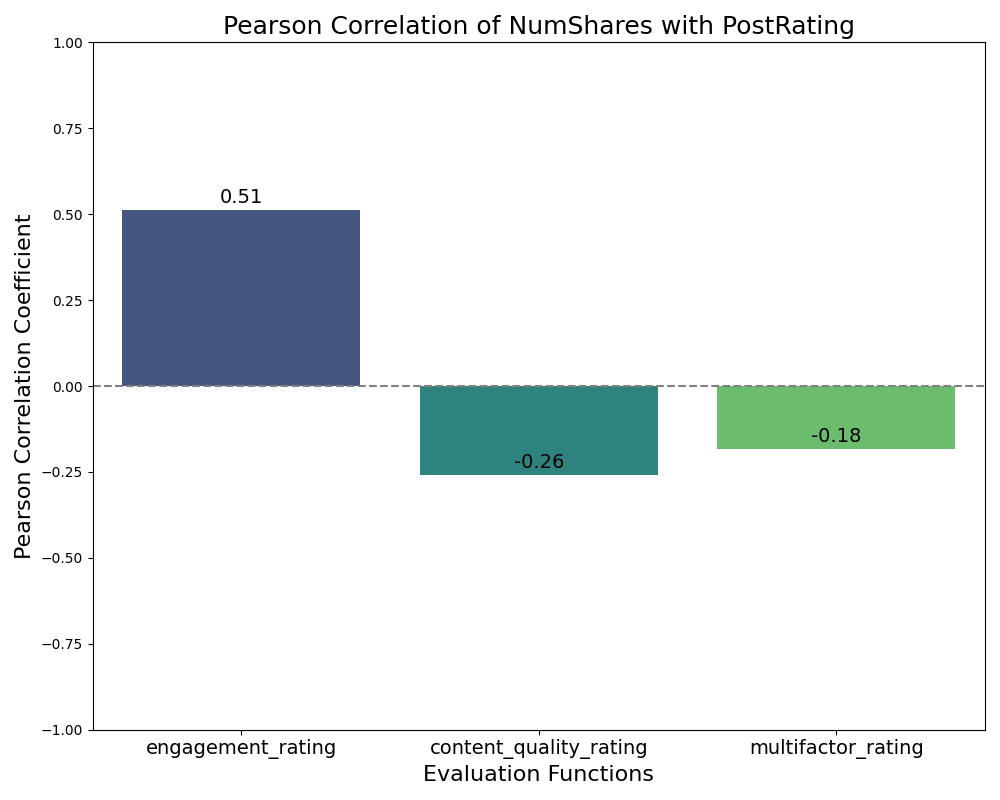 Pearson Correlation of NumShares with PostRating
Pearson Correlation Coefficient
1.00
0.75
0.50
0.25
0.00
−0.25
−0.50
−0.75
−1.00
0.51
-0.26
-0.18
engagement_rating
content_quality_rating
multifactor_rating
Evaluation Functions